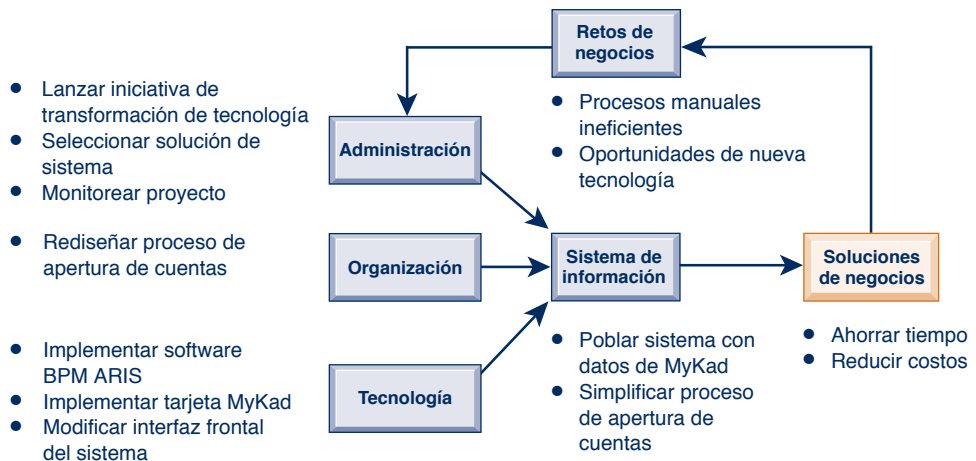 Retos de
negocios
• Procesos manuales
ineficientes
• Oportunidades de nueva
tecnología
• Lanzar iniciativa de
transformación de tecnología
• Seleccionar solución de
sistema
• Monitorear proyecto
Administración
• Rediseñar proceso de
apertura de cuentas
Organización
Sistema de
información
Soluciones
de negocios
• Implementar software
BPM ARIS
• Implementar tarjeta MyKad
• Modificar interfaz frontal
del sistema
Tecnología
• Poblar sistema con
datos de MyKad
• Simplificar proceso
de apertura de
cuentas
• Ahorrar tiempo
• Reducir costos